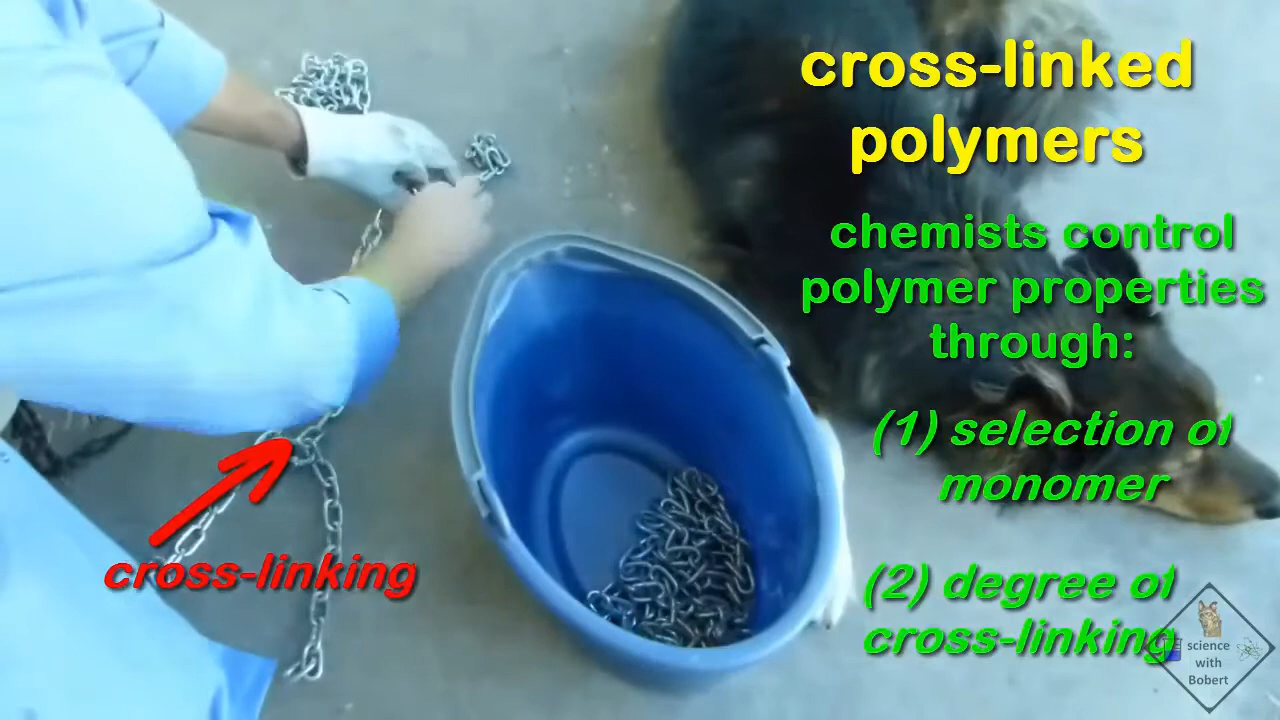 cross-linked
polymers
chemists control
polymer properties
through:
(1) selection of
monomer
(2) degree of
cross-linking
cross-linking
science
with
Bobert